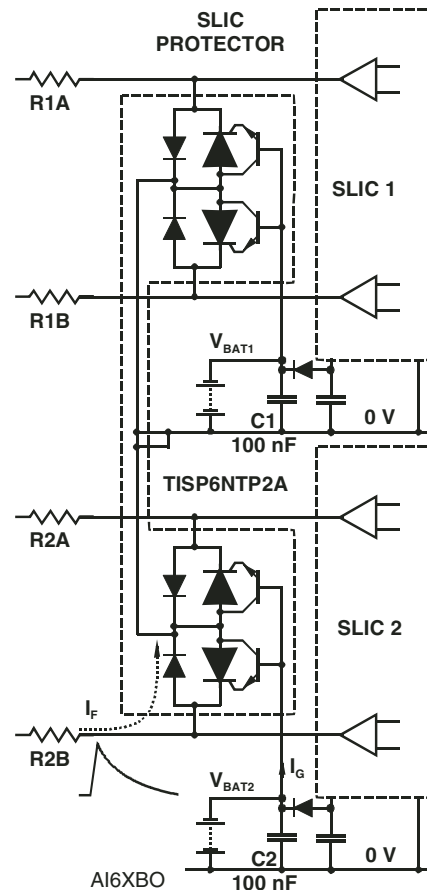 SLIC
PROTECTOR
R1A
SLIC 1
R1B
VBAT1
C1
0 V
100 nF
TISP6NTP2A
R2A
SLIC 2
IF
R2B
IG
VBAT2
C2
0 V
AI6XBO
100 nF